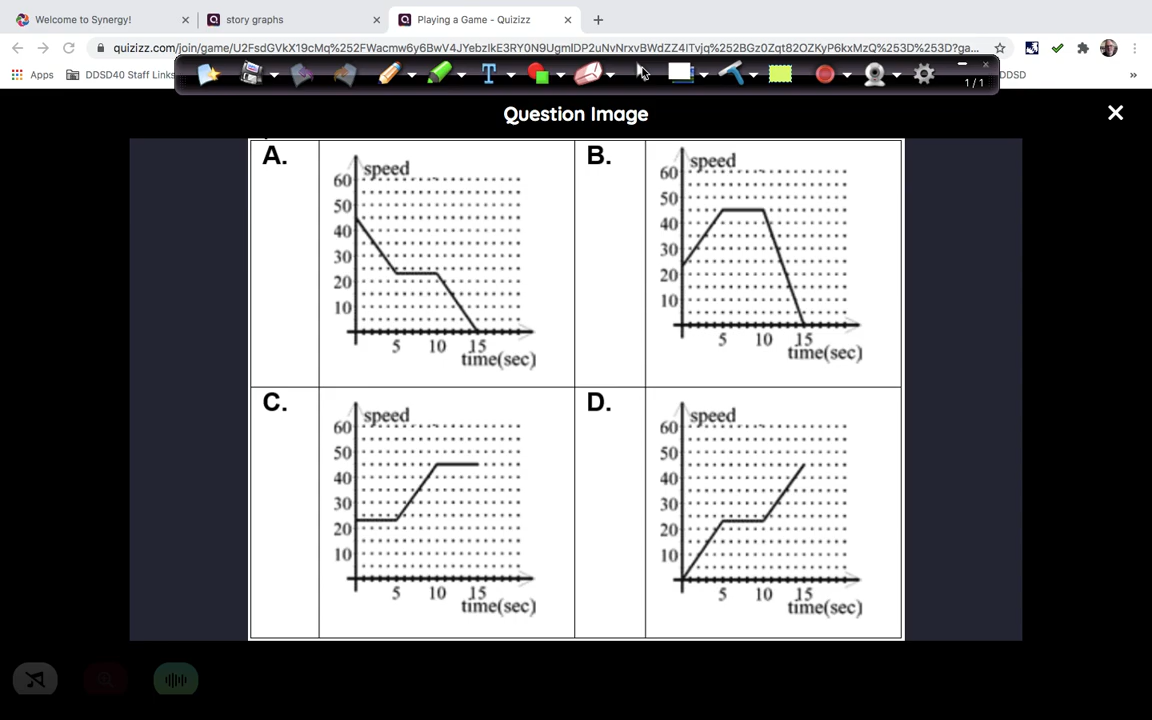 Welcome to Synergy!
story graphs
Playing a Game - Quizizz
quizizz.com/join/game/U2FsdGVkX19cMq%252FWacmw6y6BwV4JYebzIkE3RY0N9UgmlDP2uNvNrxvBWdZZ4ITvjq%252BGz0Zqt82OZKyP6kxMzQ%253D%253D?ga...
Apps
DDSD40 Staff Links
DDSD
1/1
Question Image
A.
speed
60
50
40
30
20
10
5 10 15
time(sec)
B.
speed
60
50
40
30
20
10
5 10 15
time(sec)
C.
speed
60
50
40
30
20
10
5 10 15
time(sec)
D.
speed
60
50
40
30
20
10
5 10 15
time(sec)